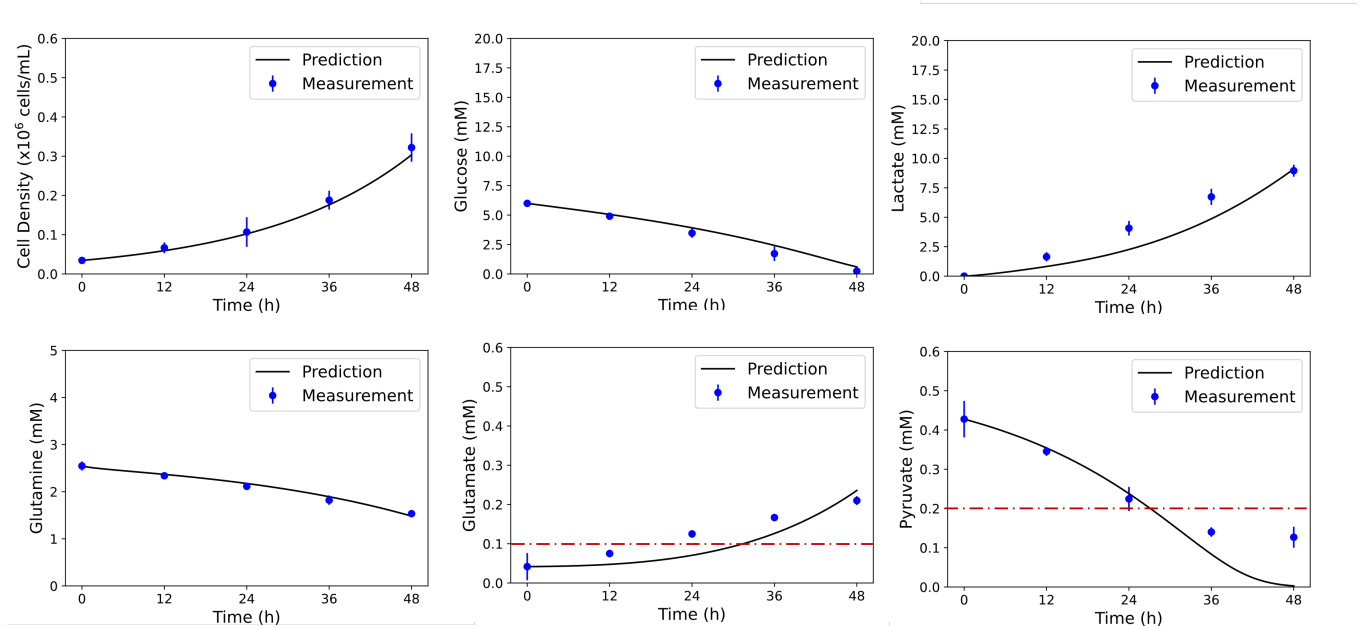 0.6
0.5
0.4
0.3
0.2
0.1
0.0
Cell Density (x10⁶ cells/mL)
Prediction
Measurement
0 12 24 36 48
Time (h)
20.0
17.5
15.0
12.5
10.0
7.5
5.0
2.5
0.0
Glucose (mM)
Prediction
Measurement
0 12 24 36 48
Time (h)
20.0
17.5
15.0
12.5
10.0
7.5
5.0
2.5
0.0
Lactate (mM)
Prediction
Measurement
0 12 24 36 48
Time (h)
5
4
3
2
1
0
Glutamine (mM)
Prediction
Measurement
0 12 24 36 48
Time (h)
0.6
0.5
0.4
0.3
0.2
0.1
0.0
Glutamate (mM)
Prediction
Measurement
0 12 24 36 48
Time (h)
0.6
0.5
0.4
0.3
0.2
0.1
0.0
Pyruvate (mM)
Prediction
Measurement
0 12 24 36 48
Time (h)